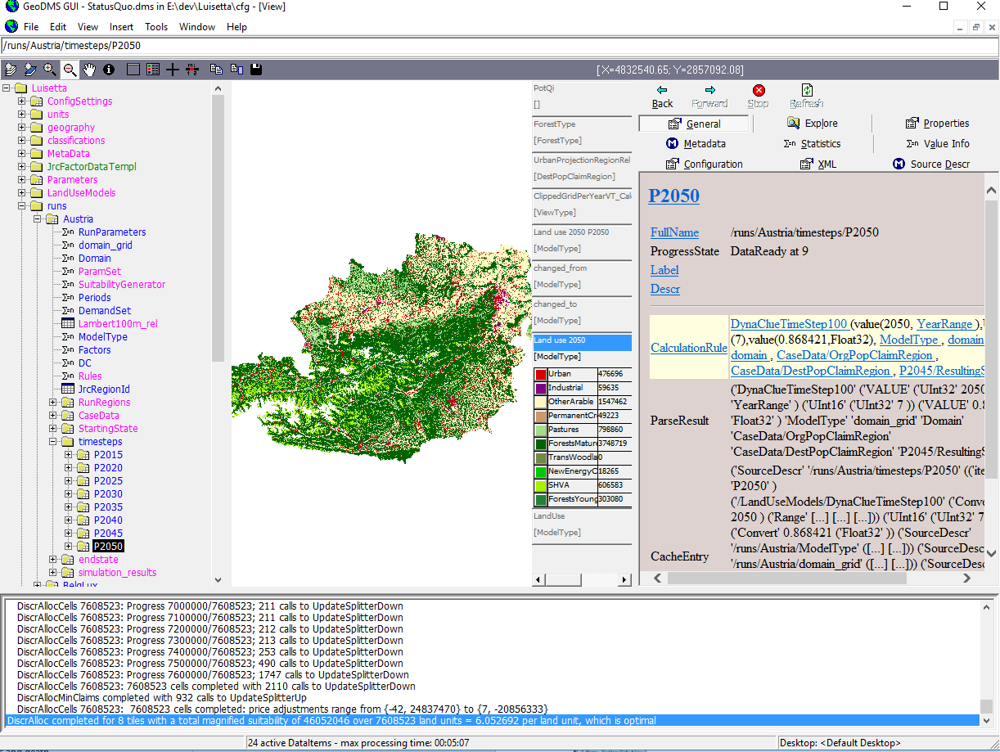 GeoDMS GUI - StatusQuo.dms in E:\dev\Luisetta\cfg - [View]
File Edit View Insert Tools Window Help
/runs/Austria/timesteps/P2050
[X=4832540.65; Y=2857092.08]
Luisetta
ConfigSettings
units
geography
classifications
MetaData
JrcFactorDataTempl
Parameters
LandUseModels
runs
Austria
RunParameters
domain_grid
Domain
ParamSet
SuitabilityGenerator
Periods
DemandSet
Lambert100m_rel
ModelType
Factors
DC
Rules
JrcRegionId
RunRegions
CaseData
StartingState
timesteps
P2015
P2020
P2025
P2030
P2035
P2040
P2045
P2050
endstate
simulation_results
BelgLux
PotQi
[]
ForestType
[ForestType]
UrbanProjectionRegionRel
[DestPopClaimRegion]
ClippedGridPerYearVT_Calc
[ViewType]
Land use 2050 P2050
[ModelType]
changed_from
[ModelType]
changed_to
[ModelType]
Land use 2050
[ModelType]
Urban 476696
Industrial 59635
OtherArable 1547462
PermanentCr 49223
Pastures 798860
ForestsMatur 3748719
TransWoodla 0
NewEnergyC 18265
SHVA 606583
ForestsYoung 303080
LandUse
[ModelType]
Back Forward Stop Refresh
General Explore Properties
Metadata Statistics Value Info
Configuration XML Source Descr
P2050
FullName /runs/Austria/timesteps/P2050
ProgressState DataReady at 9
Label
Descr
CalculationRule
DynaClueTimeStep100 (value(2050, YearRange ),
(7),value(0.868421,Float32), ModelType , domain
domain , CaseData/OrgPopClaimRegion ,
CaseData/DestPopClaimRegion , P2045/ResultingS
ParseResult
('DynaClueTimeStep100' ('VALUE' ('UInt32' 2050
'YearRange' ) ('UInt16' ('UInt32' 7 )) ('VALUE' 0.8
'Float32' ) 'ModelType' 'domain_grid' 'Domain'
'CaseData/OrgPopClaimRegion'
'CaseData/DestPopClaimRegion' 'P2045/ResultingS
CacheEntry
('SourceDescr' '/runs/Austria/timesteps/P2050' (('ite
'P2050' )
('/LandUseModels/DynaClueTimeStep100' ('Conve
2050 ) ('Range' [...] [...] [...])) ('UInt16' ('UInt32' 7
('Convert' 0.868421 ('Float32' )) ('SourceDescr'
'/runs/Austria/ModelType' ([...] [...])) ('SourceDesc
'/runs/Austria/domain_grid' ([...] [...])) ('SourceDesc
DiscrAllocCells 7608523: Progress 7000000/7608523; 211 calls to UpdateSplitterDown
DiscrAllocCells 7608523: Progress 7100000/7608523; 211 calls to UpdateSplitterDown
DiscrAllocCells 7608523: Progress 7200000/7608523; 212 calls to UpdateSplitterDown
DiscrAllocCells 7608523: Progress 7300000/7608523; 213 calls to UpdateSplitterDown
DiscrAllocCells 7608523: Progress 7400000/7608523; 253 calls to UpdateSplitterDown
DiscrAllocCells 7608523: Progress 7500000/7608523; 490 calls to UpdateSplitterDown
DiscrAllocCells 7608523: Progress 7600000/7608523; 1747 calls to UpdateSplitterDown
DiscrAllocCells 7608523: 7608523 cells completed with 2110 calls to UpdateSplitterDown
DiscrAllocMinClaims completed with 932 calls to UpdateSplitterUp
DiscrAllocCells 7608523: 7608523 cells completed: price adjustments range from {-42, 24837470} to {7, -20856333}
DiscrAlloc completed for 8 tiles with a total magnified suitability of 46052046 over 7608523 land units = 6.052692 per land unit, which is optimal
24 active DataItems - max processing time: 00:05:07
Desktop: <Default Desktop>